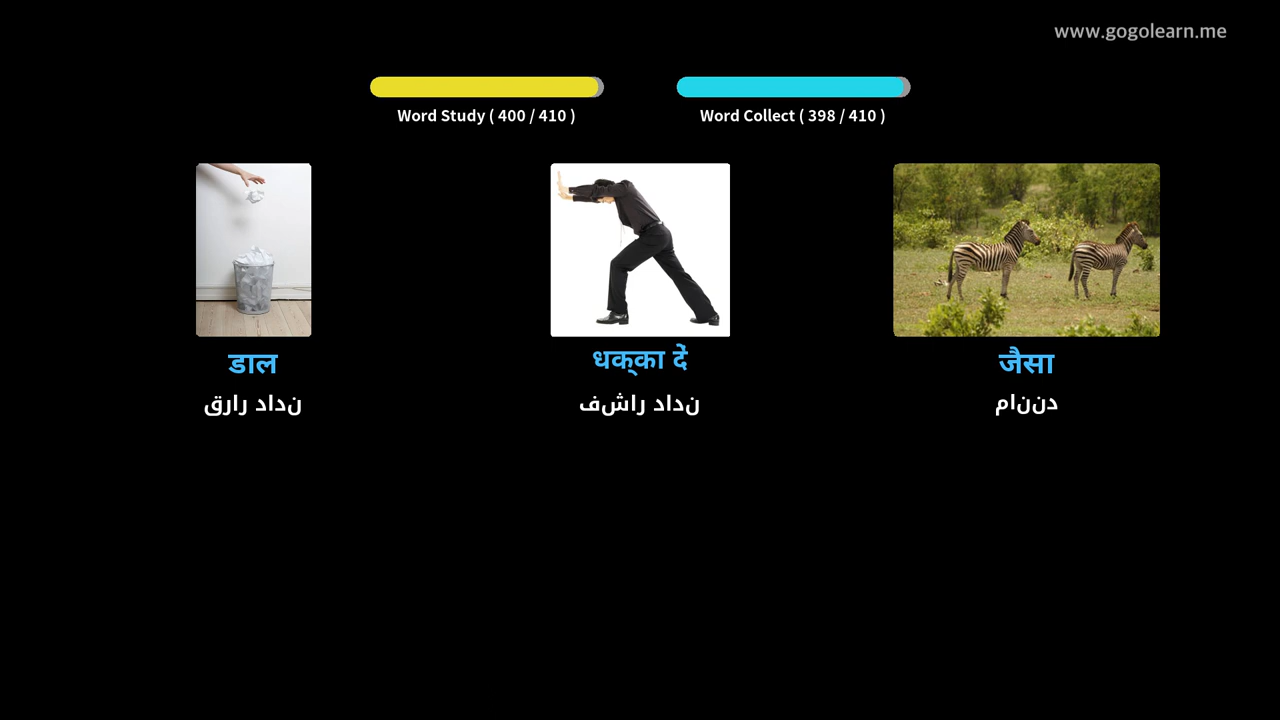 www.gogolearn.me
Word Study ( 400 / 410 )
Word Collect ( 398 / 410 )
डाल
قرار دادن
धक्का दें
فشار دادن
जैसा
مانند